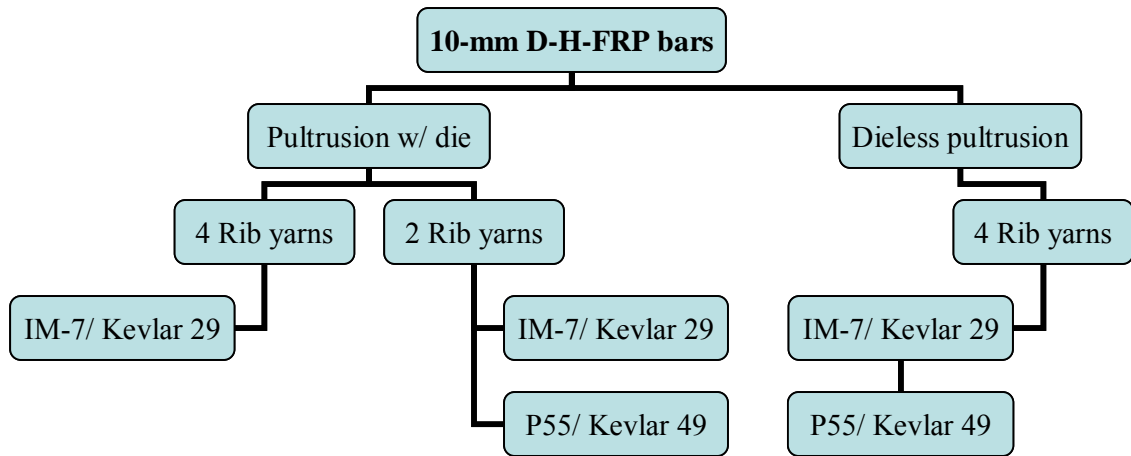 10-mm D-H-FRP bars
Pultrusion w/ die
Dieless pultrusion
4 Rib yarns
2 Rib yarns
4 Rib yarns
IM-7/ Kevlar 29
IM-7/ Kevlar 29
IM-7/ Kevlar 29
P55/ Kevlar 49
P55/ Kevlar 49